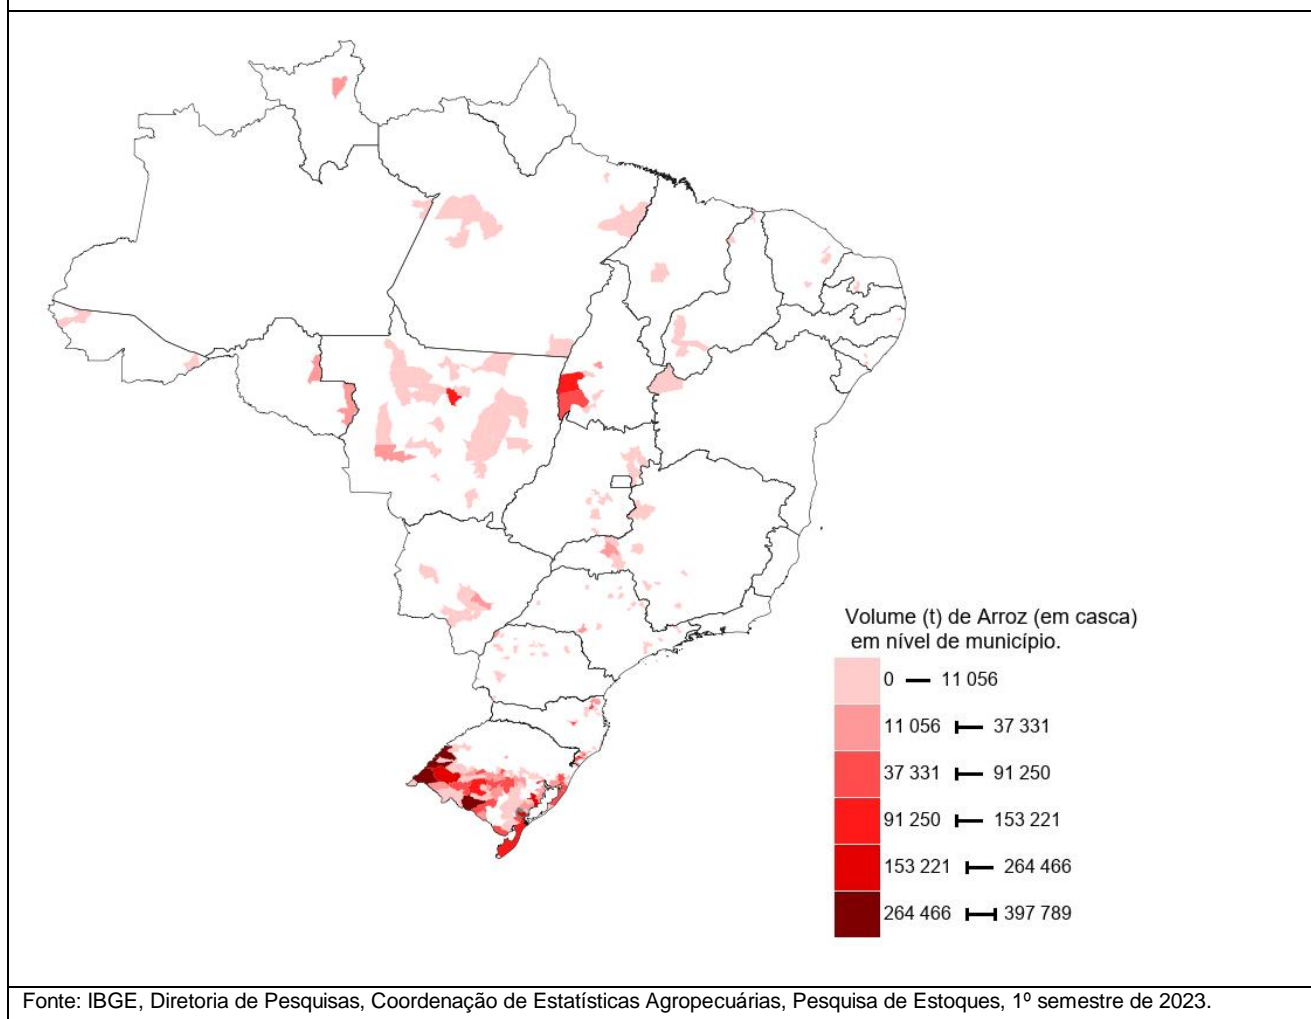 Volume (t) de Arroz (em casca)
em nível de município.
0 — 11 056
11 056 ⊢ 37 331
37 331 ⊢ 91 250
91 250 ⊢ 153 221
153 221 ⊢ 264 466
264 466 ⊢⊣ 397 789
Fonte: IBGE, Diretoria de Pesquisas, Coordenação de Estatísticas Agropecuárias, Pesquisa de Estoques, 1º semestre de 2023.